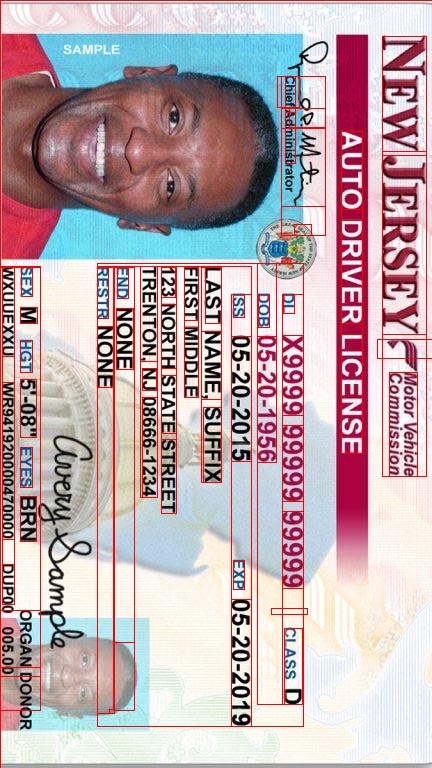 NEW JERSEY
Motor Vehicle
Commission
AUTO DRIVER LICENSE
SAMPLE
Chief Administrator
DL X9999 99999 99999 CLASS D
DOB 05-20-1956
ISS 05-20-2015 EXP 05-20-2019
LAST NAME, SUFFIX
FIRST MIDDLE
123 NORTH STATE STREET
TRENTON, NJ 08666-1234
END NONE
RESTR NONE
Avery Sample
SEX M HGT 5'-08" EYES BRN ORGAN DONOR
WR941920000470000 DUP00 005.00